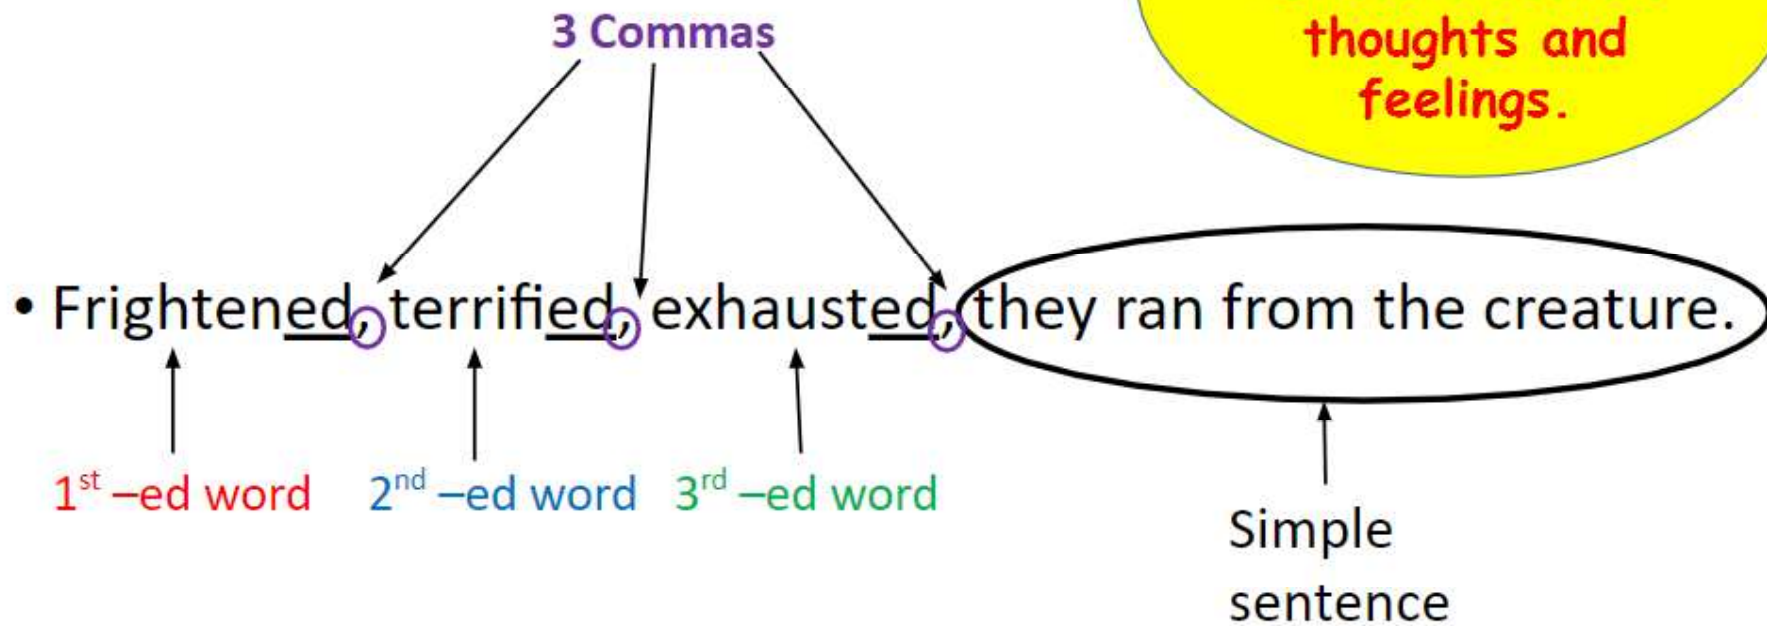 3 Commas
thoughts and
feelings.
• Frightened, terrified, exhausted, they ran from the creature.
1st –ed word 2nd –ed word 3rd –ed word
Simple
sentence